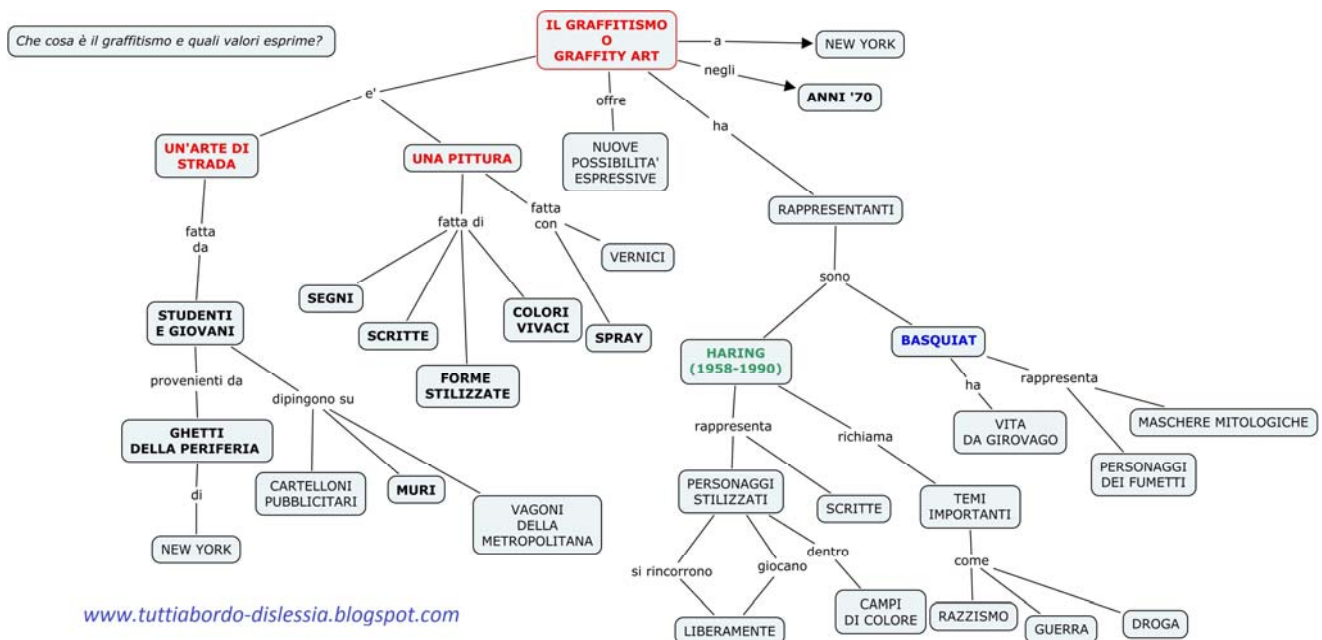 Che cosa è il graffitismo e quali valori esprime?
IL GRAFFITISMO
O
GRAFFITY ART
a
NEW YORK
negli
ANNI '70
e'
offre
ha
UN'ARTE DI
STRADA
UNA PITTURA
NUOVE
POSSIBILITA'
ESPRESSIVE
RAPPRESENTANTI
fatta
da
fatta di
fatta
con
VERNICI
sono
SEGNI
SCRITTE
FORME
STILIZZATE
COLORI
VIVACI
SPRAY
STUDENTI
E GIOVANI
HARING
(1958-1990)
BASQUIAT
provenienti da
dipingono su
ha
rappresenta
GHETTI
DELLA PERIFERIA
VITA
DA GIROVAGO
MASCHERE MITOLOGICHE
PERSONAGGI
DEI FUMETTI
rappresenta
richiama
di
CARTELLONI
PUBBLICITARI
MURI
VAGONI
DELLA
METROPOLITANA
PERSONAGGI
STILIZZATI
SCRITTE
TEMI
IMPORTANTI
NEW YORK
si rincorrono
giocano
dentro
come
LIBERAMENTE
CAMPI
DI COLORE
RAZZISMO
GUERRA
DROGA
www.tuttiabordo-dislessia.blogspot.com